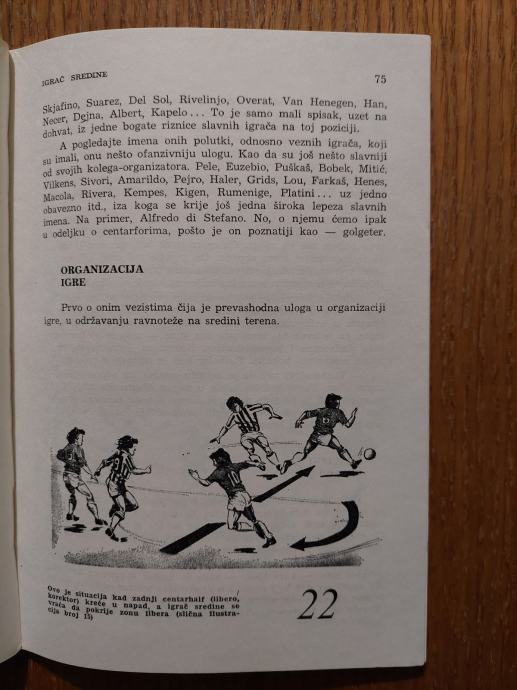 IGRAČ SREDINE
75
Skjafino, Suarez, Del Sol, Rivelinjo, Overat, Van Henegen, Han,
Necer, Dejna, Albert, Kapelo... To je samo mali spisak, uzet na
dohvat, iz jedne bogate riznice slavnih igrača na toj poziciji.
A pogledajte imena onih polutki, odnosno veznih igrača, koji
su imali, onu nešto ofanzivniju ulogu. Kao da su još nešto slavniji
od svojih kolega-organizatora. Pele, Euzebio, Puškaš, Bobek, Mitić,
Vilkens, Sivori, Amarildo, Pejro, Haler, Grids, Lou, Farkaš, Henes,
Macola, Rivera, Kempes, Kigen, Rumenige, Platini... uz jedno
obavezno itd., iza koga se krije još jedna široka lepeza slavnih
imena. Na primer, Alfredo di Stefano. No, o njemu ćemo ipak
u odeljku o centarforima, pošto je on poznatiji kao — golgeter.
ORGANIZACIJA
IGRE
Prvo o onim vezistima čija je prevashodna uloga u organizaciji
igre, u održavanju ravnoteže na sredini terena.
Ovo je situacija kad zadnji centarhalf (libero,
korektor) kreće u napad, a igrač sredine se
vraća da pokrije zonu libera (slična ilustra-
cija broj 15)
22